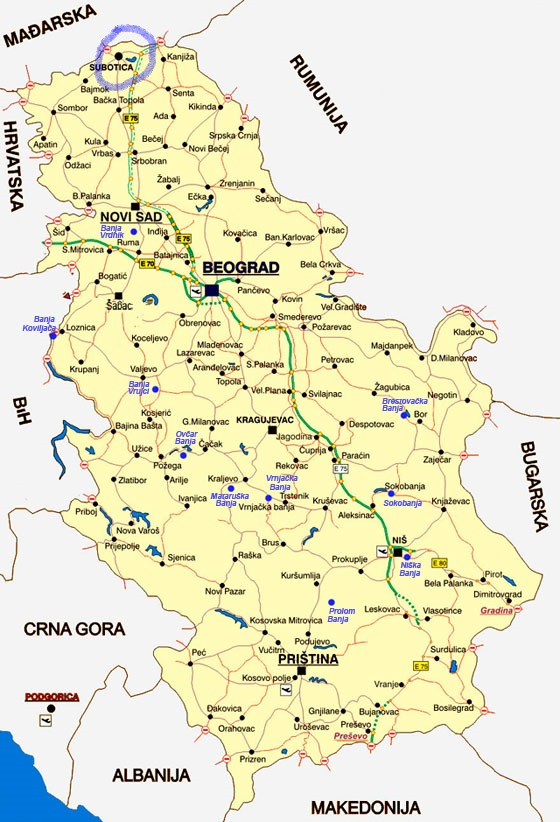 MAĐARSKA
SUBOTICA
Kanjiža
RUMUNIJA
Bajmok
Senta
Bačka Topola
Sombor
Ada
Kikinda
E 75
HRVATSKA
Srpska Crnja
Apatin
Kula
Bečej
Novi Bečej
Vrbas
Srbobran
Odžaci
Žabalj
Zrenjanin
B.Palanka
Ečka
Sečanj
NOVI SAD
Šid
Banja
Vrdnik
Inđija
E 75
Kovačica
Ban.Karlovac
Vršac
S.Mitrovica
Ruma
Batajnica
E 70
BEOGRAD
Bela Crkva
Bogatić
Pančevo
Šabac
Kovin
Vel.Gradište
Banja
Koviljača
Loznica
Obrenovac
Smederevo
Požarevac
Kladovo
Koceljevo
Mladenovac
Majdanpek
D.Milanovac
Lazarevac
Krupanj
Valjevo
Aranđelovac
S.Palanka
Petrovac
Topola
Banja
Vrujci
Vel.Plana
Svilajnac
Žagubica
Negotin
BiH
Brestovačka
Banja
Bor
Kosjerić
G.Milanovac
KRAGUJEVAC
Despotovac
Bajina Bašta
Ovčar
Banja
Čačak
Jagodina
Užice
Ćuprija
Paraćin
Zaječar
BUGARSKA
Požega
Rekovac
E 75
Zlatibor
Arilje
Kraljevo
Mataruška
Banja
Vrnjačka
Banja
Trstenik
Sokobanja
Sokobanja
Ivanjica
Vrnjačka banja
Kruševac
Knjaževac
Priboj
Aleksinac
Nova Varoš
Brus
NIŠ
Prijepolje
Sjenica
Raška
Prokuplje
Niška
Banja
E 80
Kuršumlija
Bela Palanka
Pirot
Novi Pazar
Dimitrovgrad
Prolom
Banja
Leskovac
Vlasotince
Gradina
CRNA GORA
Kosovska Mitrovica
Podujevo
Vučitrn
Surdulica
Peć
PRIŠTINA
E 75
Kosovo polje
Vranje
PODGORICA
Bosilegrad
Đakovica
Gnjilane
Bujanovac
Orahovac
Uroševac
Preševo
Preševo
Prizren
ALBANIJA
MAKEDONIJA